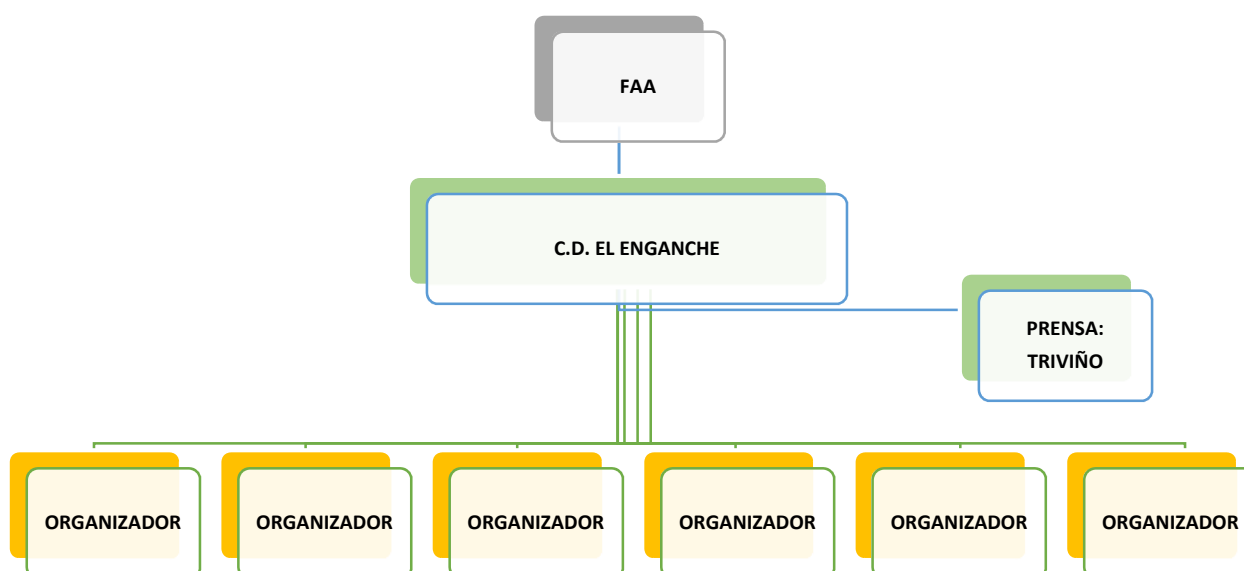 FAA
C.D. EL ENGANCHE
PRENSA:
TRIVIÑO
ORGANIZADOR
ORGANIZADOR
ORGANIZADOR
ORGANIZADOR
ORGANIZADOR
ORGANIZADOR